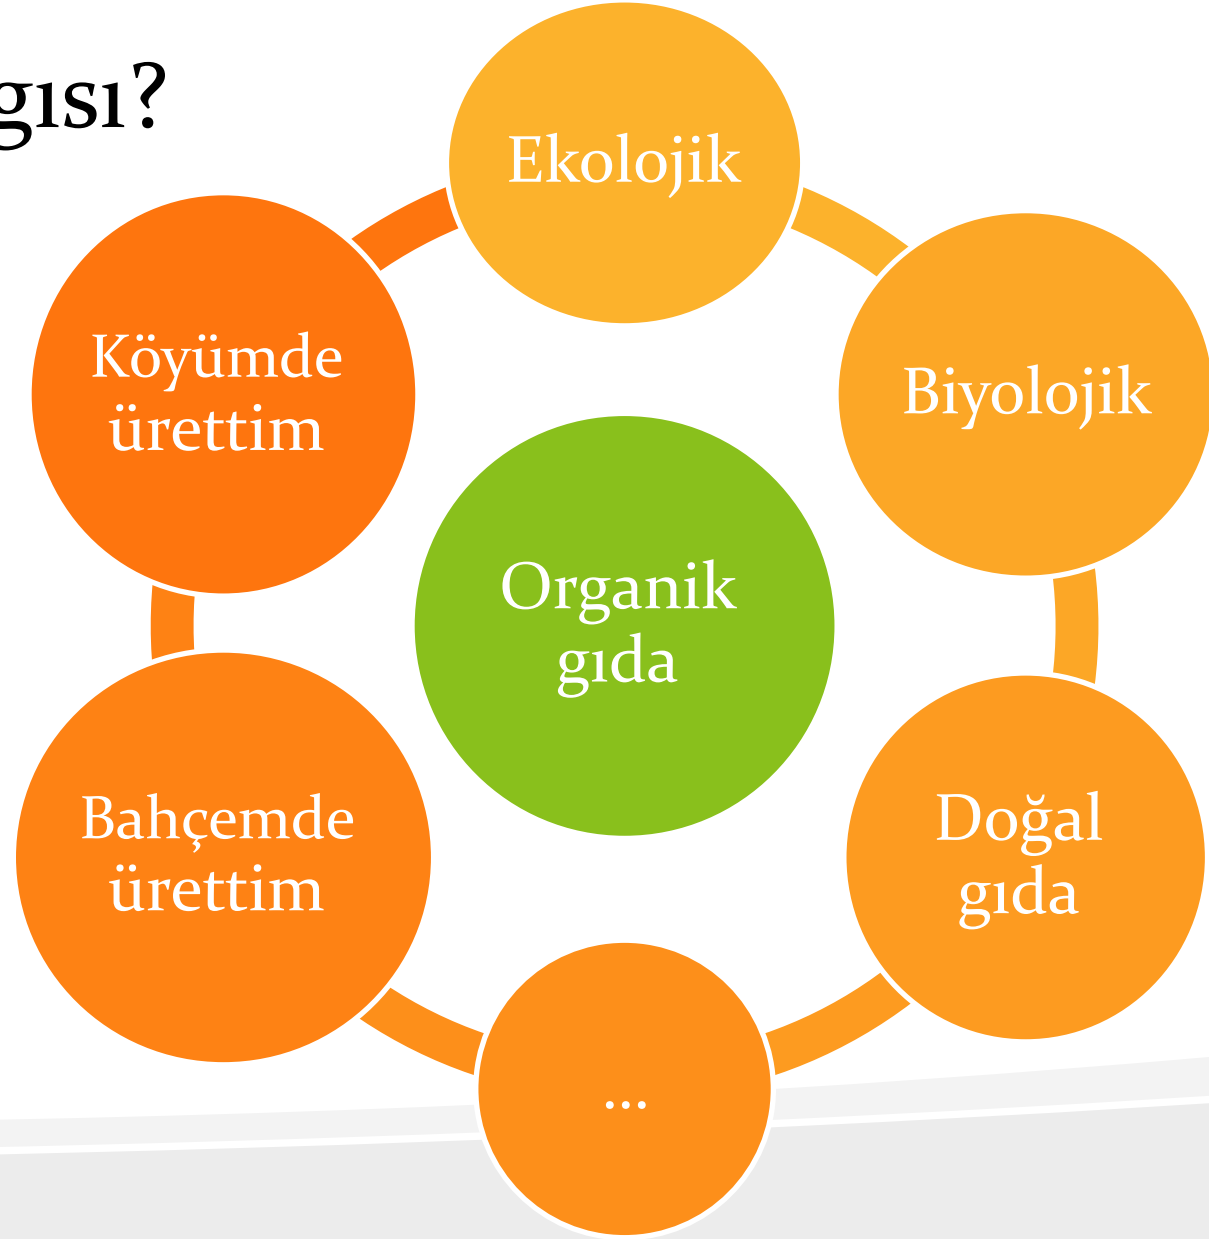 gısı?
Ekolojik
Biyolojik
Doğal
gıda
...
Bahçemde
ürettim
Köyümde
ürettim
Organik
gıda